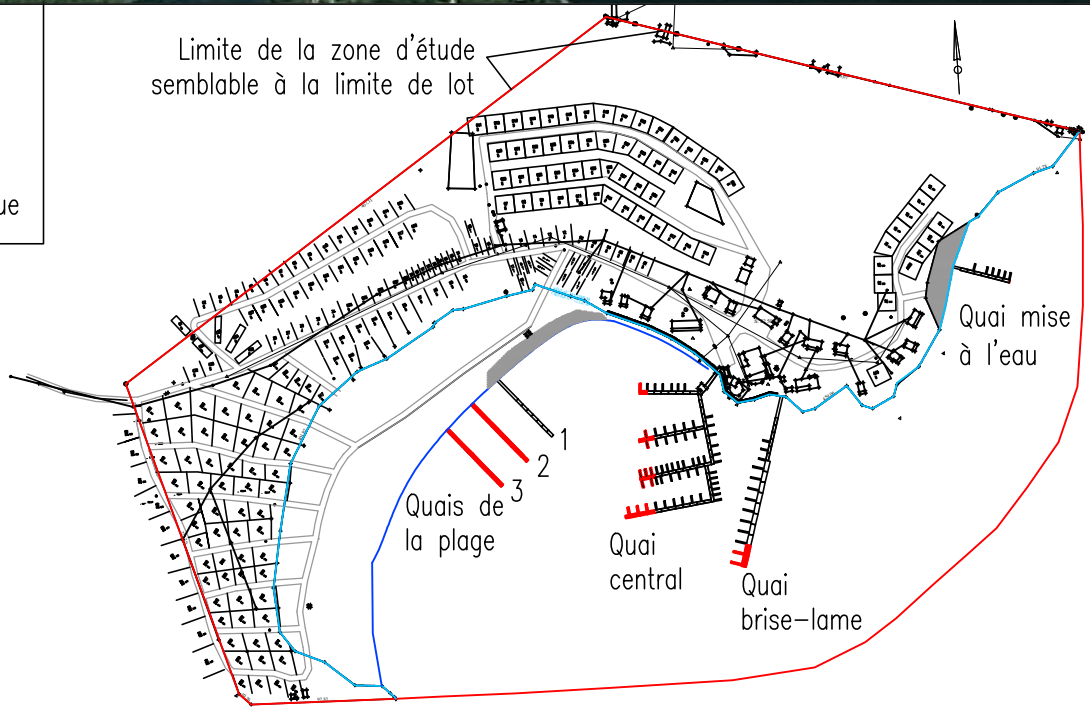 Limite de la zone d'étude
semblable à la limite de lot
ue
Quai mise
à l'eau
1
2
3
Quais de
la plage
Quai
central
Quai
brise-lame